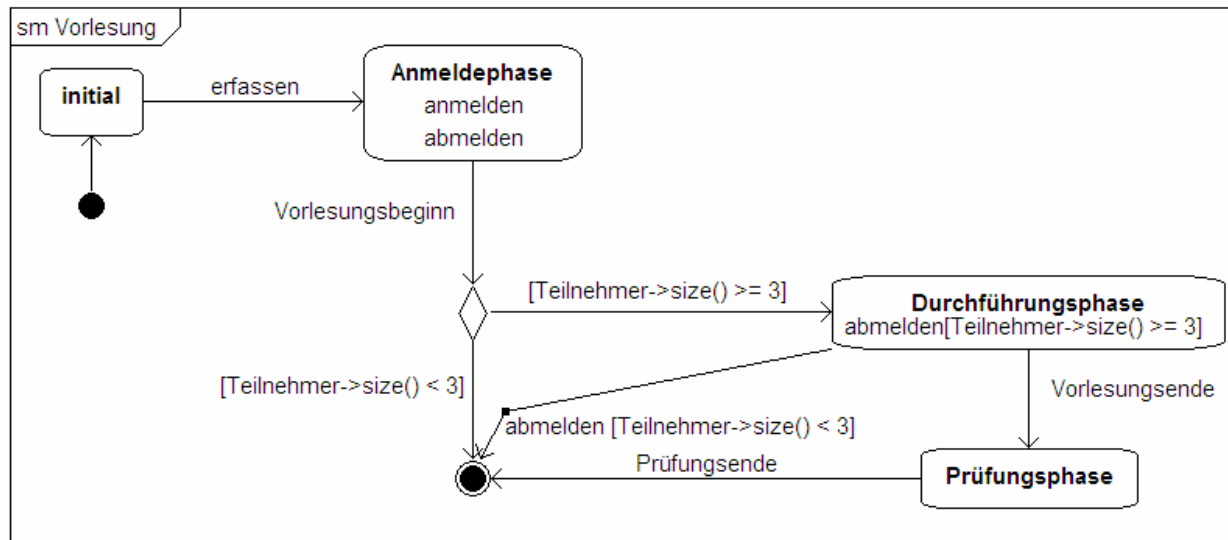 sm Vorlesung
initial
erfassen
Anmeldephase
anmelden
abmelden
Vorlesungsbeginn
[Teilnehmer->size() >= 3]
Durchführungsphase
abmelden[Teilnehmer->size() >= 3]
[Teilnehmer->size() < 3]
Vorlesungsende
abmelden [Teilnehmer->size() < 3]
Prüfungsende
Prüfungsphase